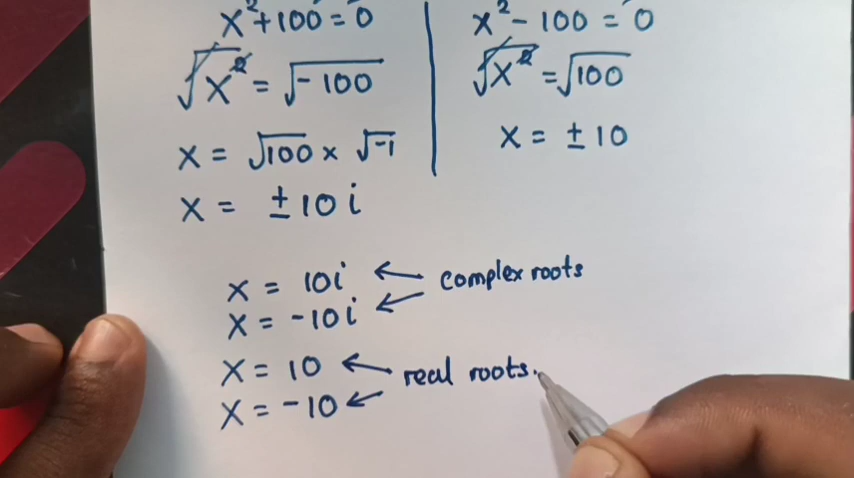 x²+100=0
√x² = √-100
x = √100 × √-1
x = ±10i
x² - 100 = 0
√x² = √100
x = ±10
x = 10i ← complex roots
x = -10i ←
x = 10 ← real roots.
x = -10 ←